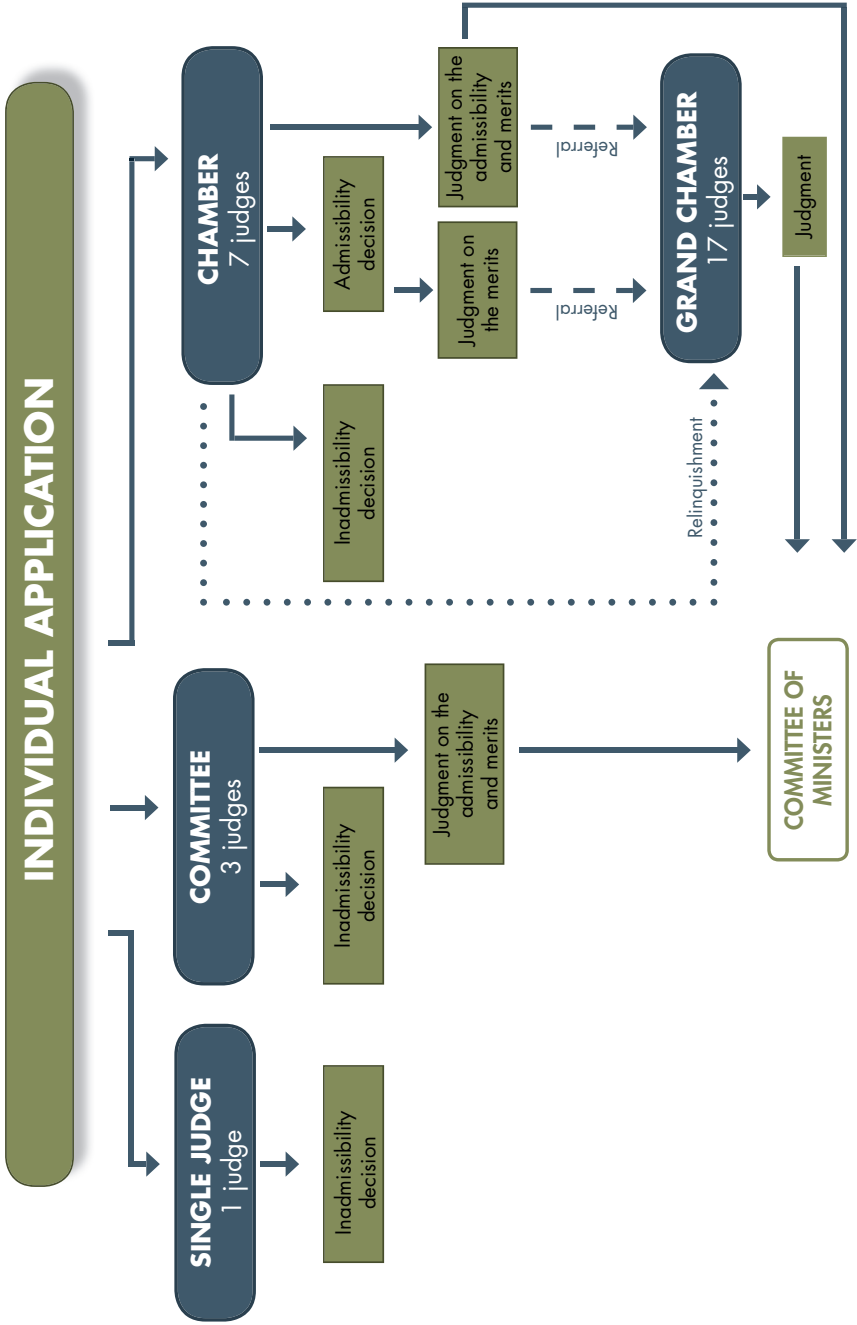 INDIVIDUAL APPLICATION
SINGLE JUDGE
1 judge
Inadmissibility
decision
COMMITTEE
3 judges
Inadmissibility
decision
Judgment on the
admissibility
and merits
CHAMBER
7 judges
Inadmissibility
decision
Admissibility
decision
Judgment on
the merits
Judgment on the
admissibility
and merits
Referral
Referral
Relinquishment
GRAND CHAMBER
17 judges
Judgment
COMMITTEE OF
MINISTERS